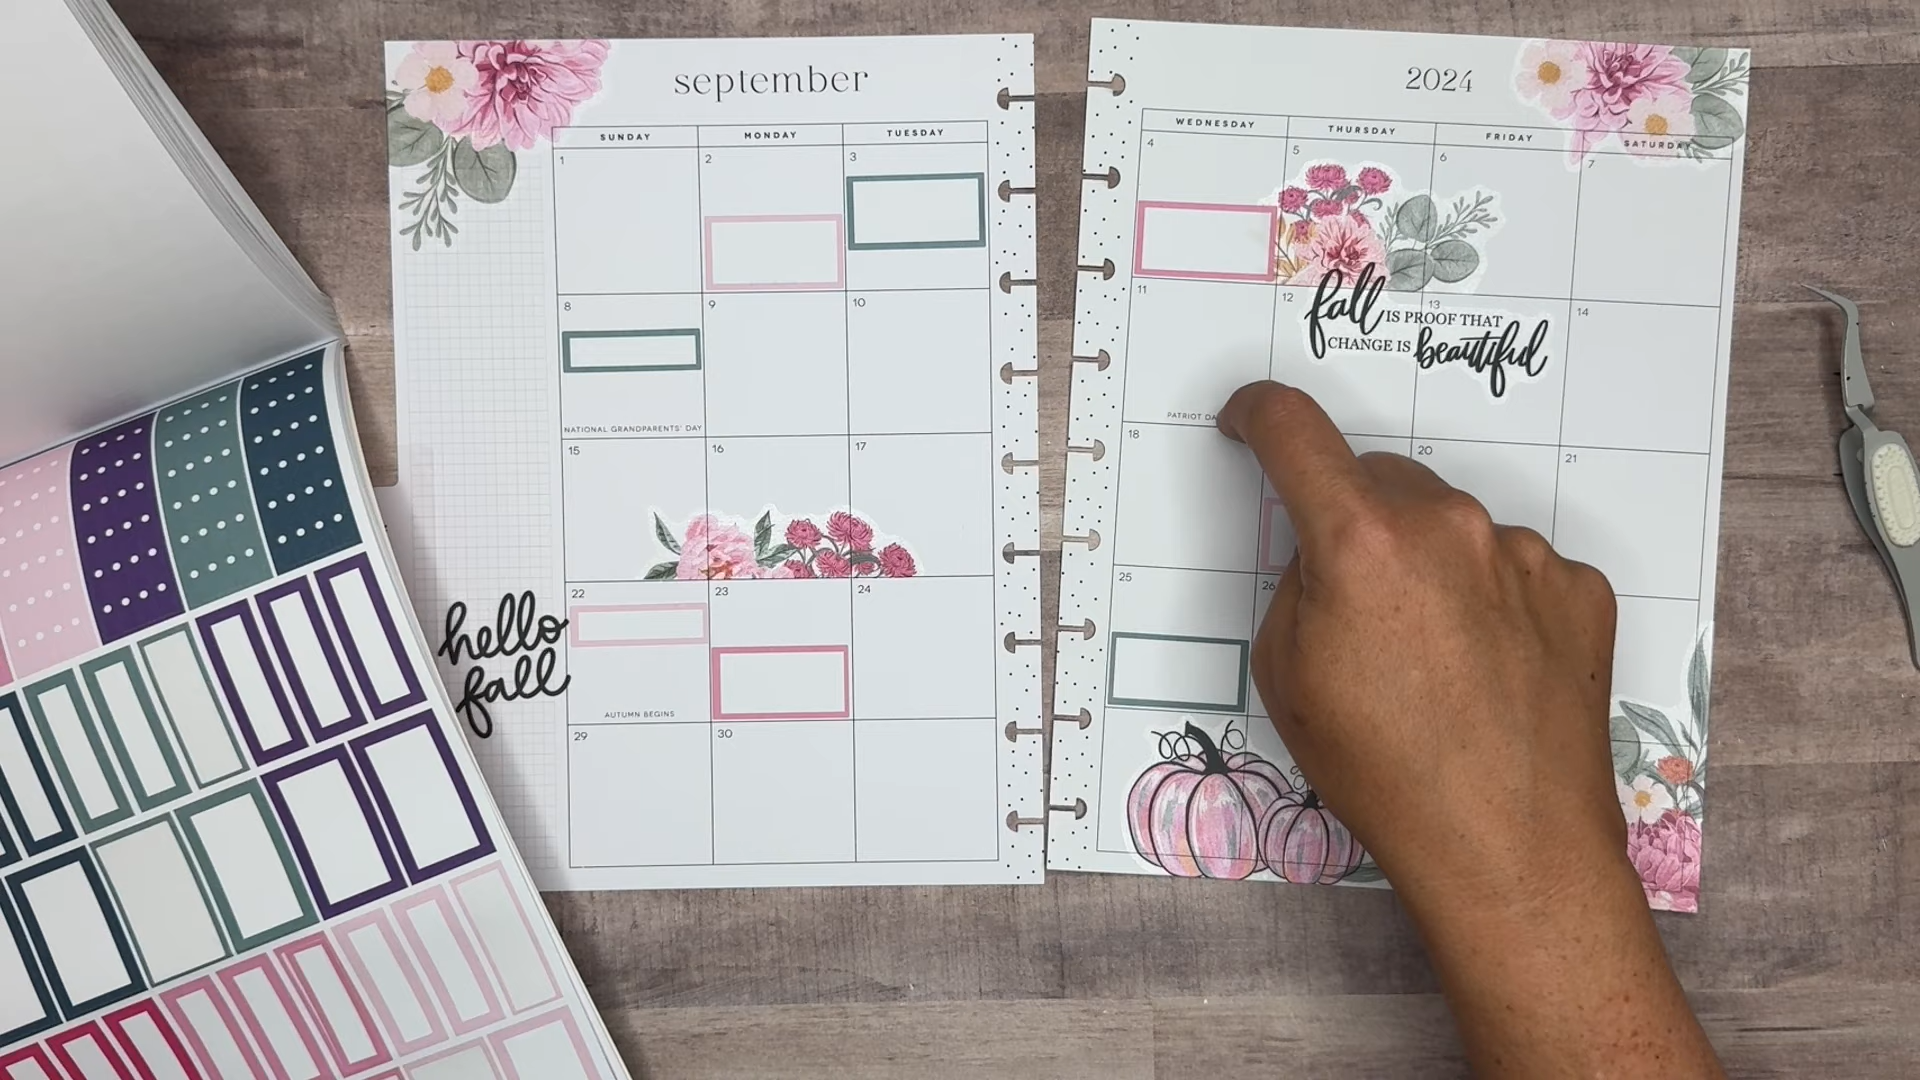 september
2024
SUNDAY MONDAY TUESDAY
WEDNESDAY THURSDAY FRIDAY SATURDAY
1 2 3
4 5 6 7
8 9 10
NATIONAL GRANDPARENTS' DAY
11 12 13 14
fall IS PROOF THAT
CHANGE IS beautiful
PATRIOT
15 16 17
18 20 21
22 23 24
AUTUMN BEGINS
25 26
29 30
hello
fall